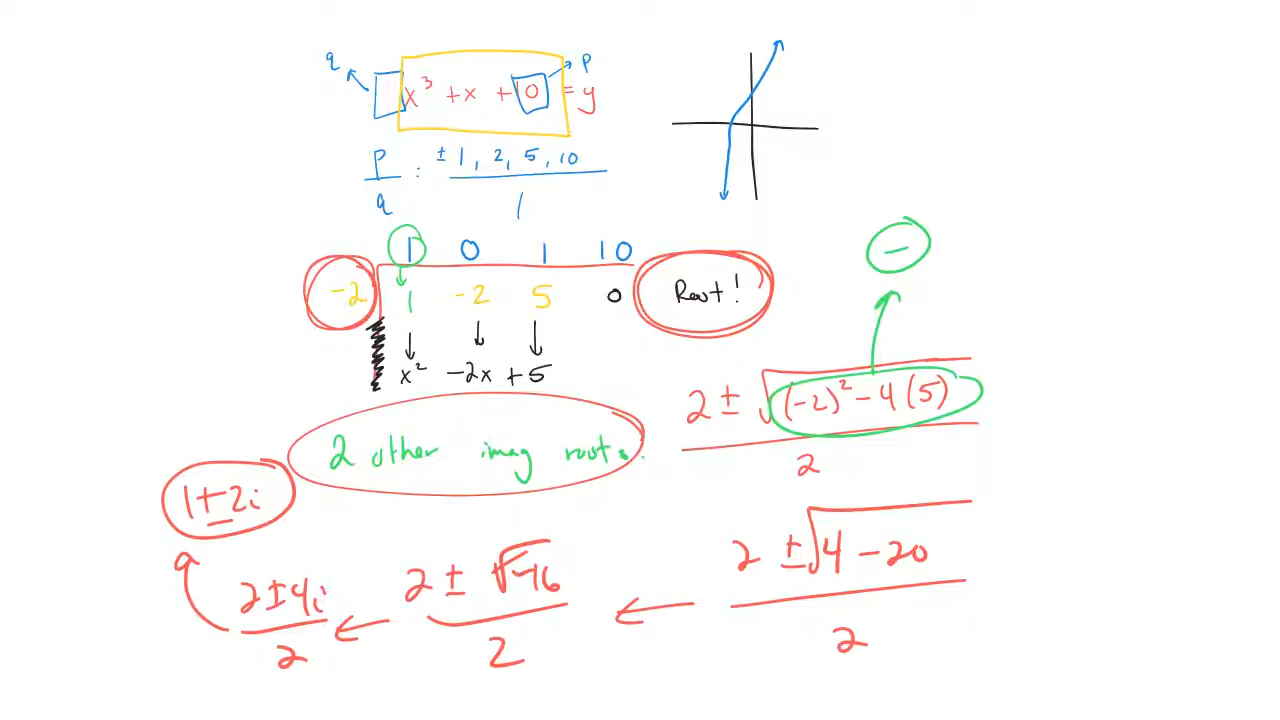 q
p
x³ + x + 0 = y
p/q : ± 1, 2, 5, 10 / 1
1 0 1 10
-2 1 -2 5 0 Root!
-
x² -2x + 5
2 ± √((-2)² - 4(5)) / 2
2 other imag roots.
1 ± 2i
2 ± √(4 - 20) / 2
2 ± √-16 / 2
2 ± 4i / 2